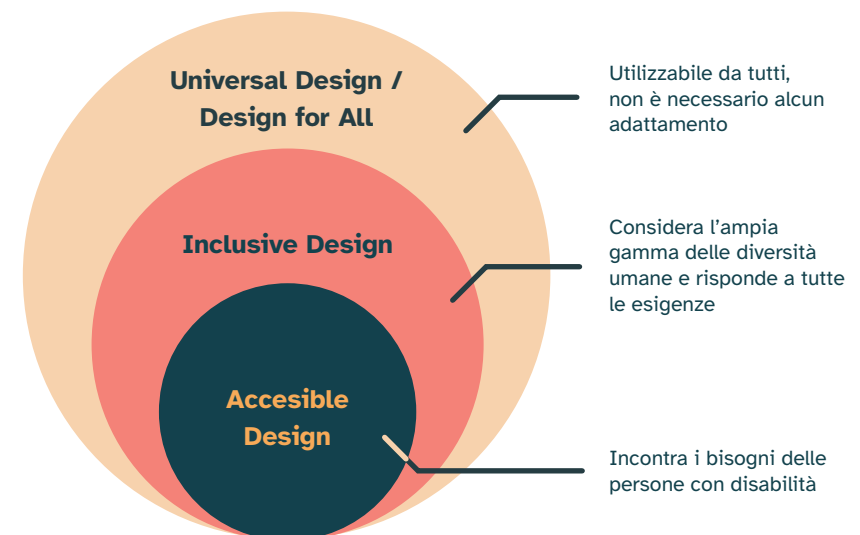 Universal Design /
Design for All
Utilizzabile da tutti,
non è necessario alcun
adattamento
Inclusive Design
Considera l’ampia
gamma delle diversità
umane e risponde a tutte
le esigenze
Accesible
Design
Incontra i bisogni delle
persone con disabilità